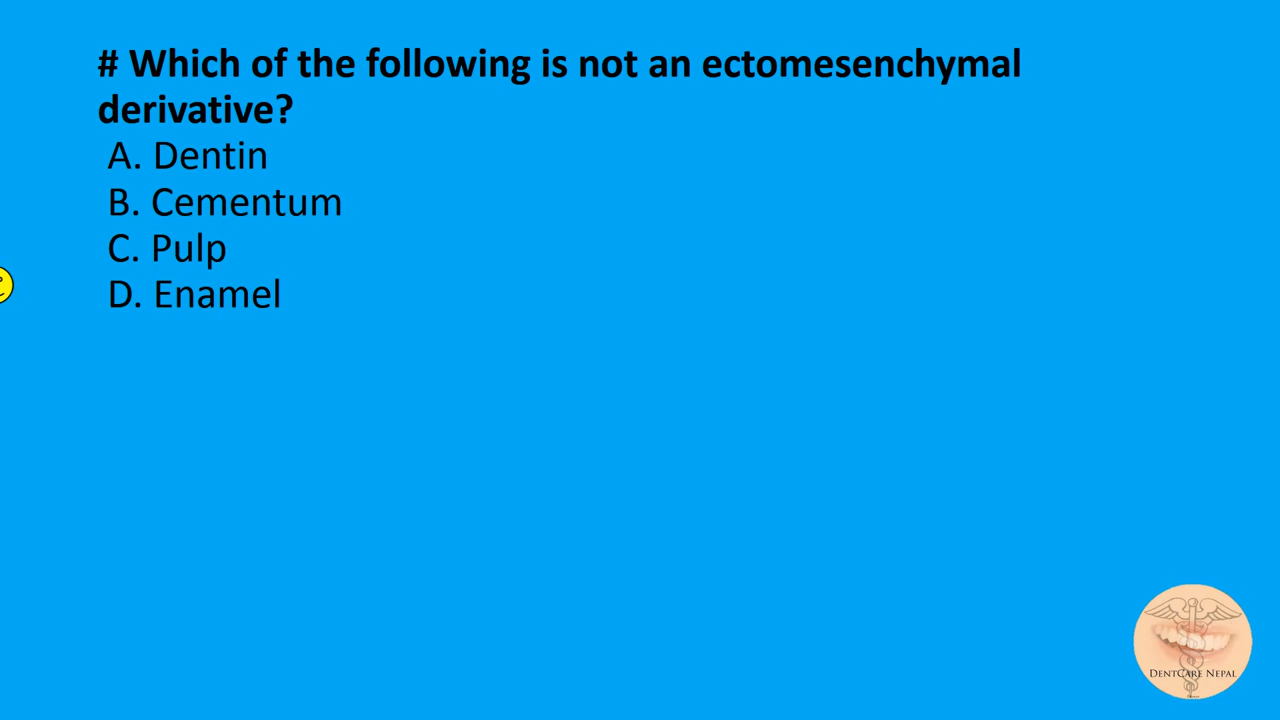 # Which of the following is not an ectomesenchymal
derivative?
A. Dentin
B. Cementum
C. Pulp
D. Enamel
DENTCARE NEPAL